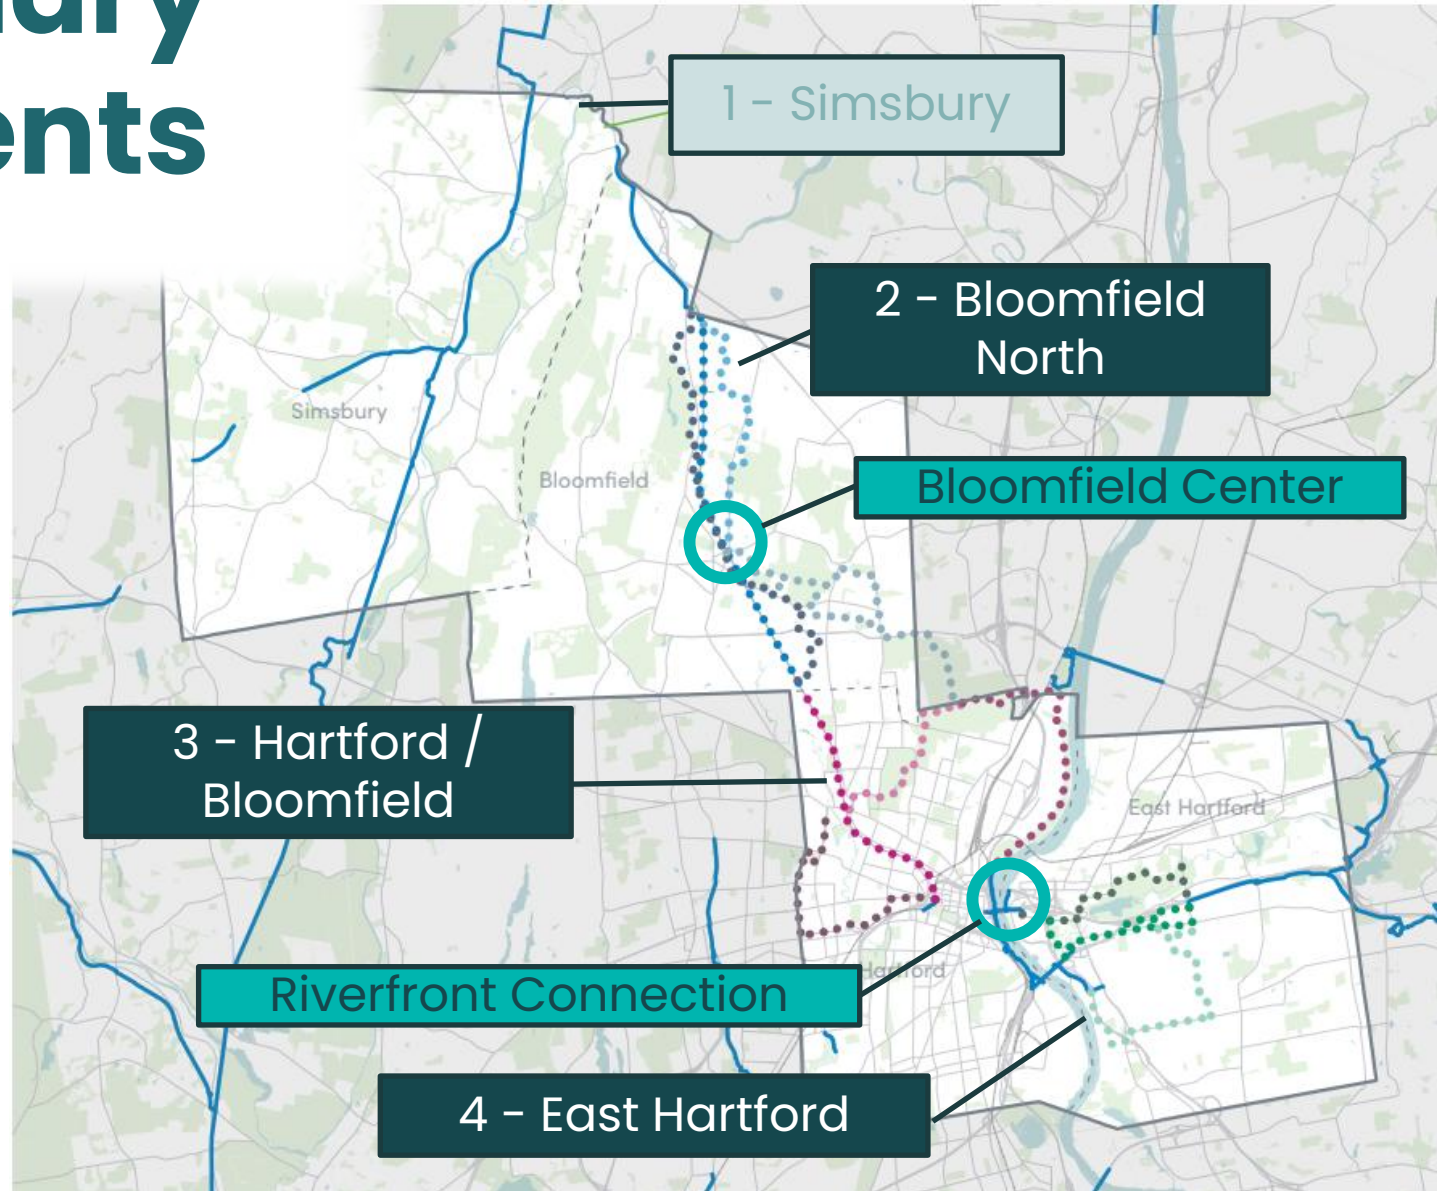 ents
1 - Simsbury
2 - Bloomfield
North
Simsbury
Bloomfield
Bloomfield Center
3 - Hartford /
Bloomfield
East Hartford
Hartford
Riverfront Connection
4 - East Hartford